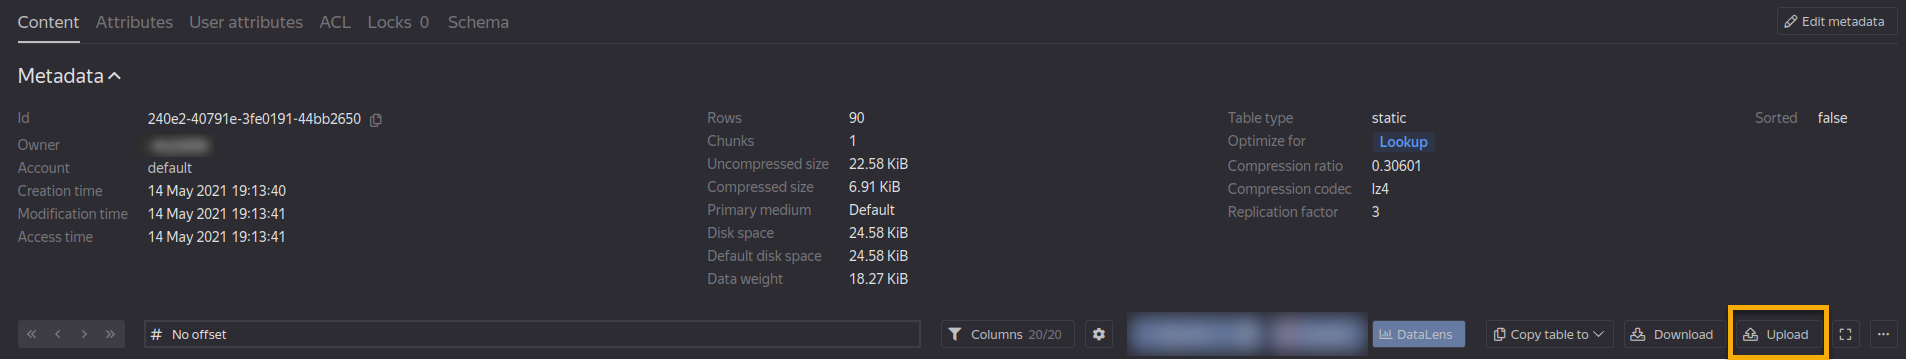 Content Attributes User attributes ACL Locks 0 Schema Edit metadata
Metadata
Id 240e2-40791e-3fe0191-44bb2650
Owner
Account default
Creation time 14 May 2021 19:13:40
Modification time 14 May 2021 19:13:41
Access time 14 May 2021 19:13:41
Rows 90
Chunks 1
Uncompressed size 22.58 KiB
Compressed size 6.91 KiB
Primary medium Default
Disk space 24.58 KiB
Default disk space 24.58 KiB
Data weight 18.27 KiB
Table type static
Optimize for Lookup
Compression ratio 0.30601
Compression codec lz4
Replication factor 3
Sorted false
# No offset Columns 20/20 DataLens Copy table to Download Upload